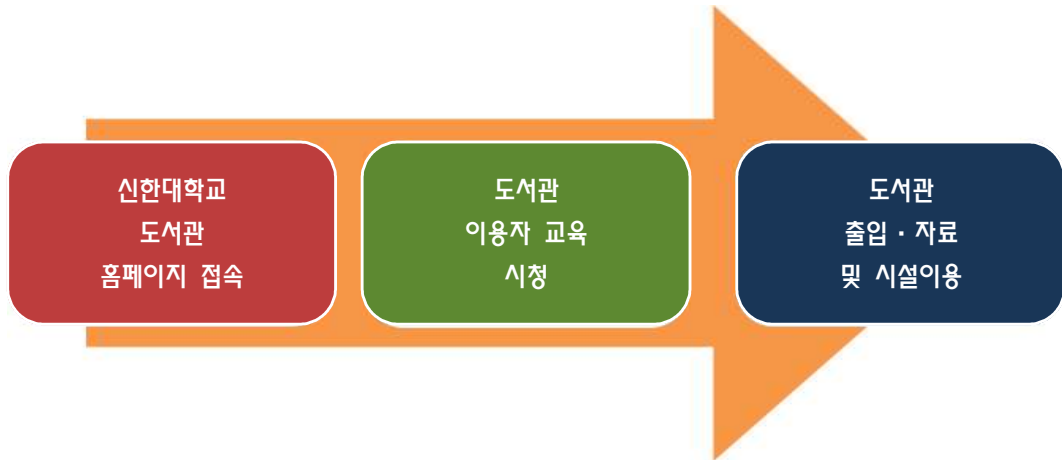 신한대학교
도서관
홈페이지 접속
도서관
이용자 교육
시청
도서관
출입 · 자료
및 시설이용